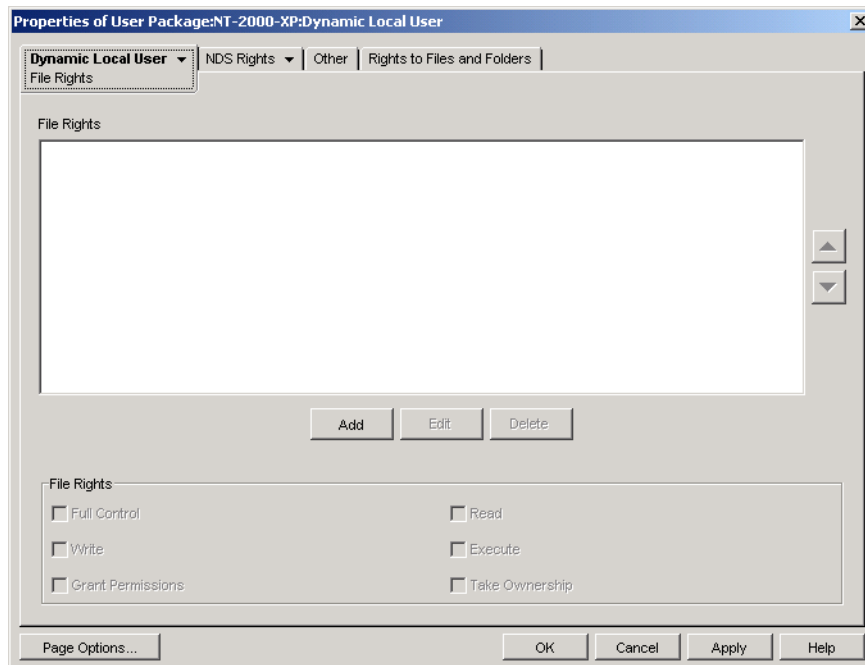 Properties of User Package:NT-2000-XP:Dynamic Local User
Dynamic Local User NDS Rights Other Rights to Files and Folders
File Rights
File Rights
Add Edit Delete
File Rights
Full Control Read
Write Execute
Grant Permissions Take Ownership
Page Options... OK Cancel Apply Help